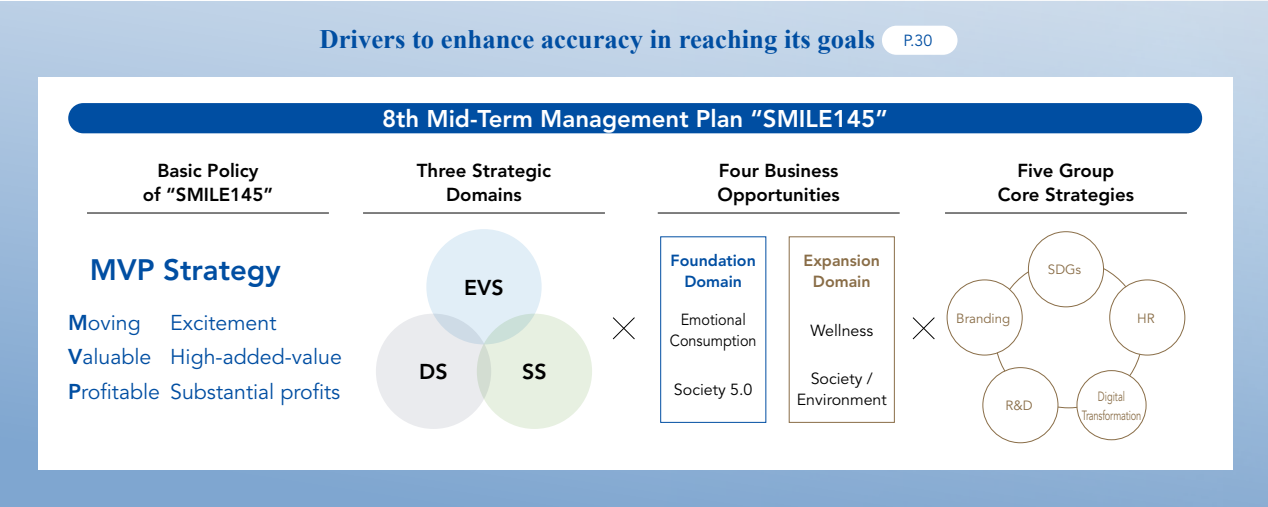 Drivers to enhance accuracy in reaching its goals P.30
8th Mid-Term Management Plan “SMILE145”
Basic Policy
of “SMILE145”
MVP Strategy
Moving Excitement
Valuable High-added-value
Profitable Substantial profits
Three Strategic
Domains
EVS
DS SS
Four Business
Opportunities
Foundation
Domain
Emotional
Consumption
Society 5.0
Expansion
Domain
Wellness
Society /
Environment
Five Group
Core Strategies
SDGs
Branding HR
R&D Digital
Transformation